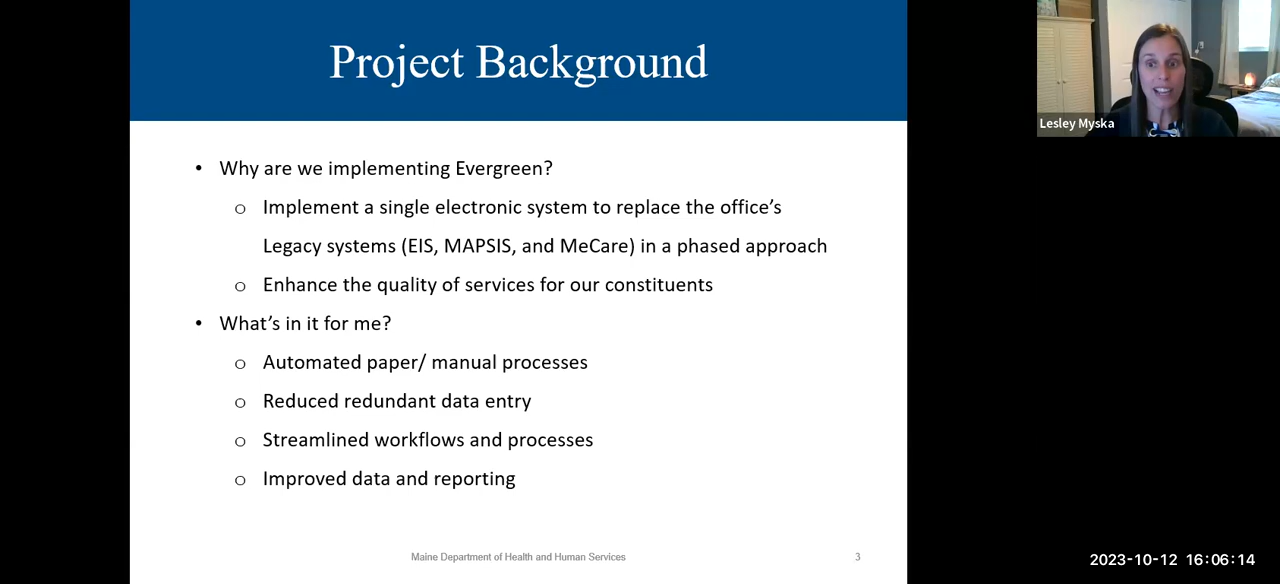 Project Background
• Why are we implementing Evergreen?
o Implement a single electronic system to replace the office’s
Legacy systems (EIS, MAPSIS, and MeCare) in a phased approach
o Enhance the quality of services for our constituents
• What’s in it for me?
o Automated paper/ manual processes
o Reduced redundant data entry
o Streamlined workflows and processes
o Improved data and reporting
Maine Department of Health and Human Services
3
Lesley Myska
2023-10-12 16:06:14